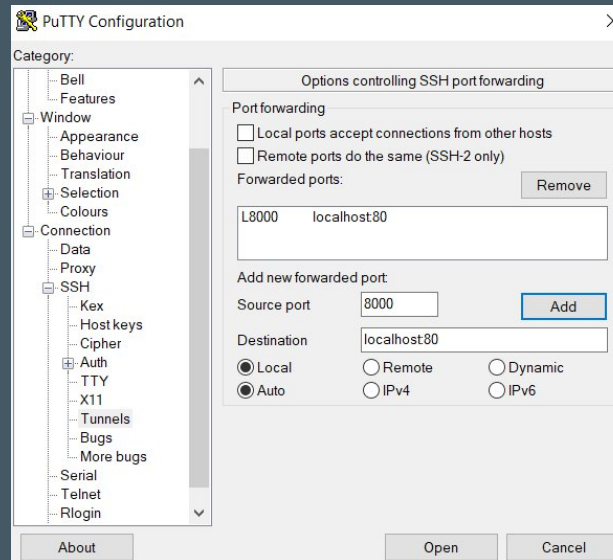 PuTTY Configuration
Category:
Bell
Features
Window
Appearance
Behaviour
Translation
Selection
Colours
Connection
Data
Proxy
SSH
Kex
Host keys
Cipher
Auth
TTY
X11
Tunnels
Bugs
More bugs
Serial
Telnet
Rlogin
Options controlling SSH port forwarding
Port forwarding
Local ports accept connections from other hosts
Remote ports do the same (SSH-2 only)
Forwarded ports:
Remove
L8000 localhost:80
Add new forwarded port:
Source port 8000 Add
Destination localhost:80
Local Remote Dynamic
Auto IPv4 IPv6
About Open Cancel